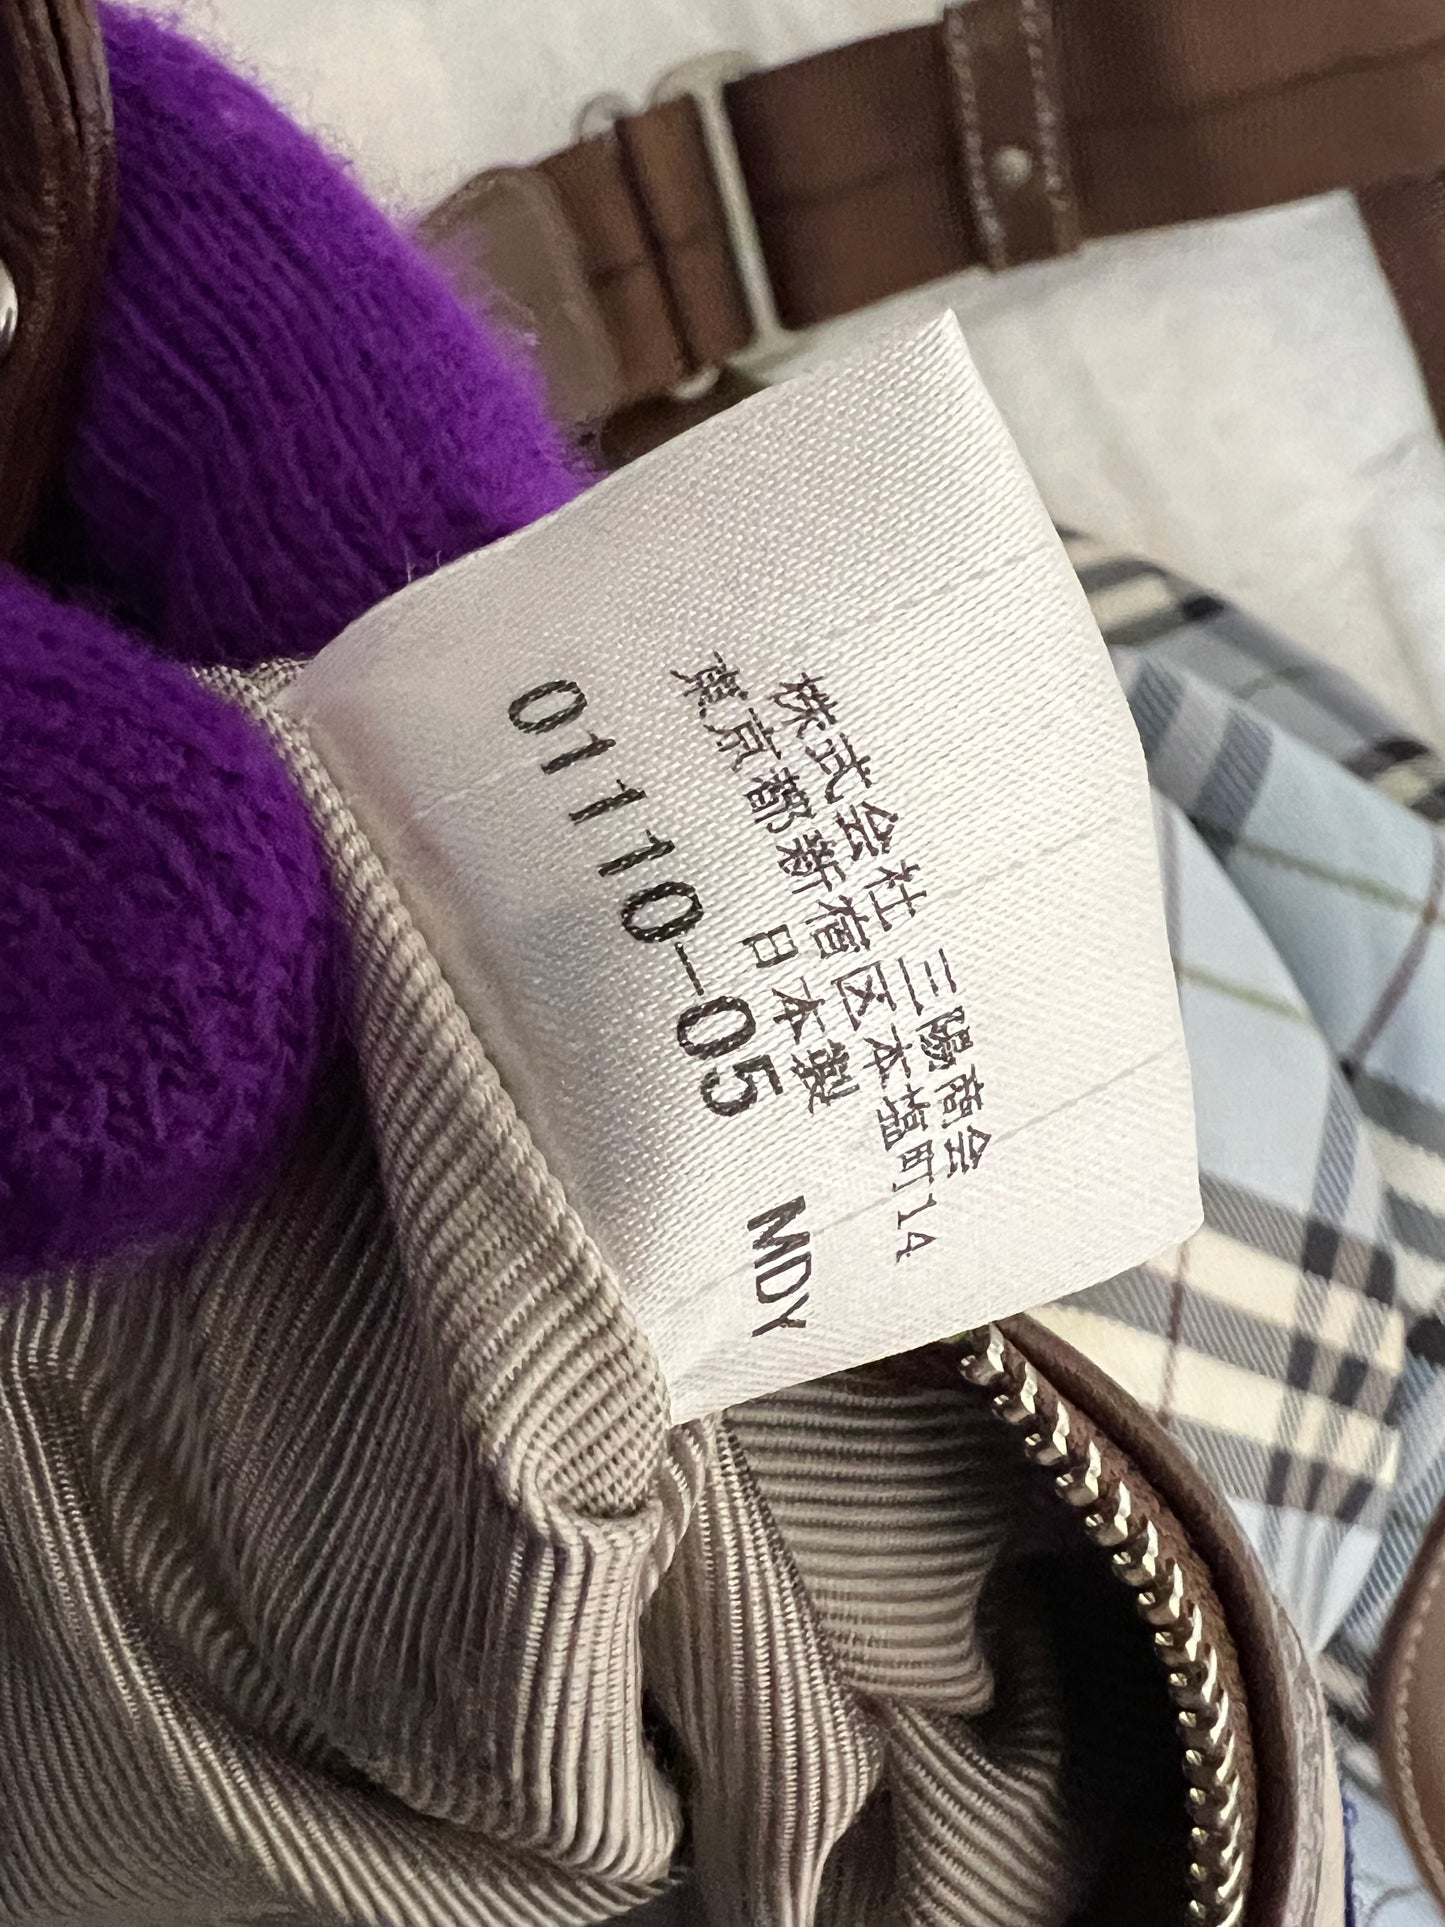 株式会社 三陽商会
東京都新宿区本塩町14
日本製
01110-05 MDY